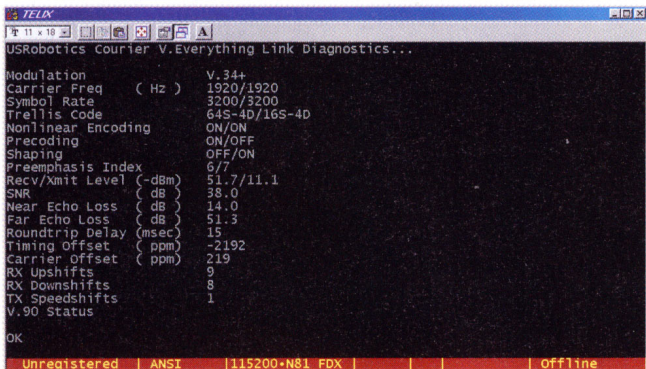 TELIX
T 11 x 18 A
USRobotics Courier V.Everything Link Diagnostics...
Modulation V.34+
Carrier Freq ( Hz ) 1920/1920
Symbol Rate 3200/3200
Trellis Code 64S-4D/16S-4D
Nonlinear Encoding ON/ON
Precoding ON/OFF
Shaping OFF/ON
Preemphasis Index 6/7
Recv/Xmit Level (-dBm) 51.7/11.1
SNR ( dB ) 38.0
Near Echo Loss ( dB ) 14.0
Far Echo Loss ( dB ) 51.3
Roundtrip Delay (msec) 15
Timing Offset ( ppm) -2192
Carrier Offset ( ppm) 219
RX Upshifts 9
RX Downshifts 8
TX Speedshifts 1
V.90 Status
OK
Unregistered | ANSI |115200•N81 FDX | | | | Offline